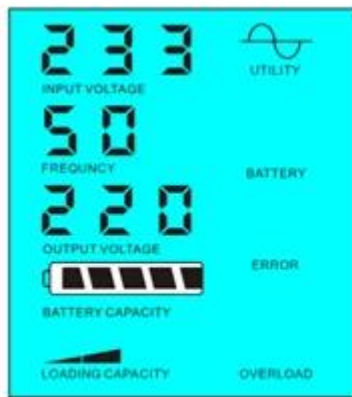 233
INPUT VOLTAGE
UTILITY
50
FREQUNCY
BATTERY
220
OUTPUT VOLTAGE
ERROR
BATTERY CAPACITY
LOADING CAPACITY
OVERLOAD